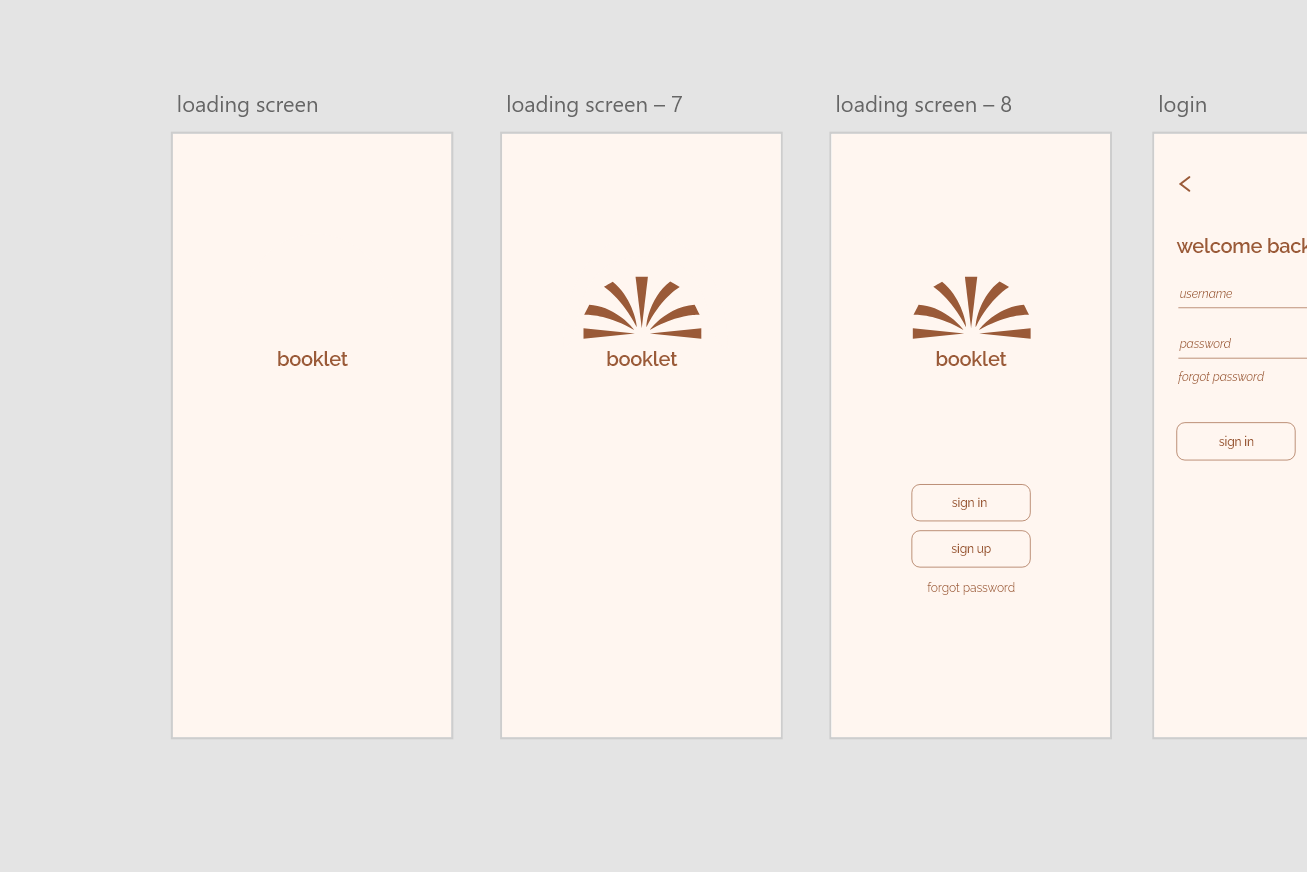 loading screen
booklet
loading screen – 7
booklet
loading screen – 8
booklet
sign in
sign up
forgot password
login
welcome back
username
password
forgot password
sign in